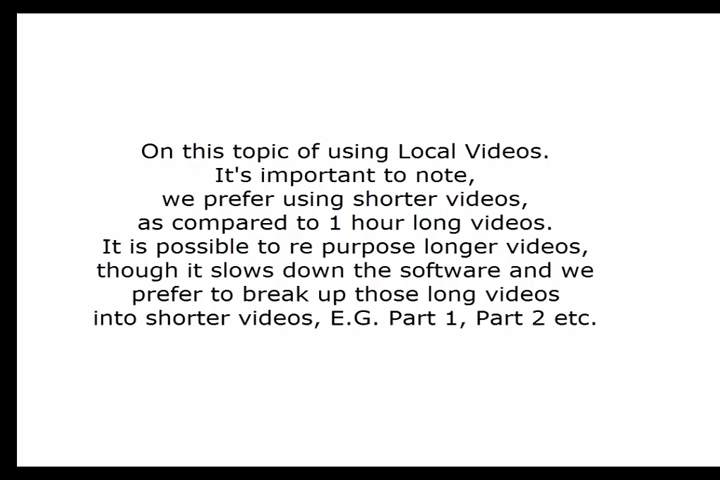 On this topic of using Local Videos.
It's important to note,
we prefer using shorter videos,
as compared to 1 hour long videos.
It is possible to re purpose longer videos,
though it slows down the software and we
prefer to break up those long videos
into shorter videos, E.G. Part 1, Part 2 etc.